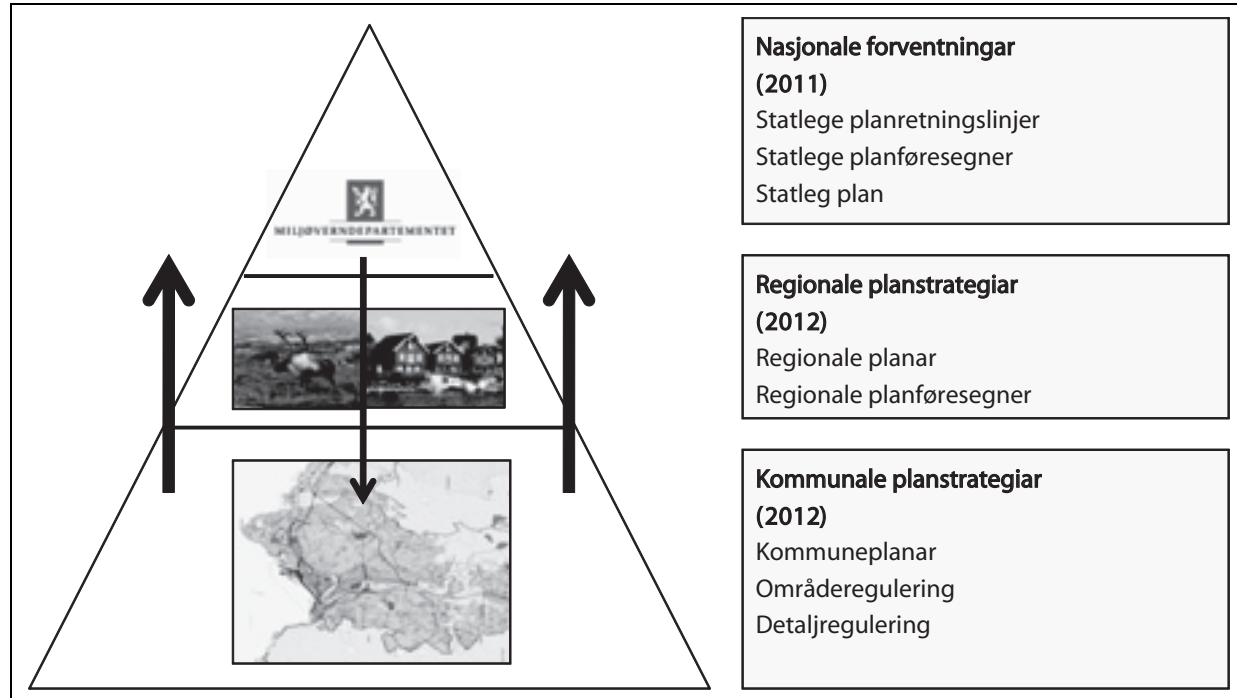 MILJØVERNDEPARTEMENTET
Nasjonale forventningar
(2011)
Statlege planretningslinjer
Statlege planføresegner
Statleg plan
Regionale planstrategiar
(2012)
Regionale planar
Regionale planføresegner
Kommunale planstrategiar
(2012)
Kommuneplanar
Områderegulering
Detaljregulering